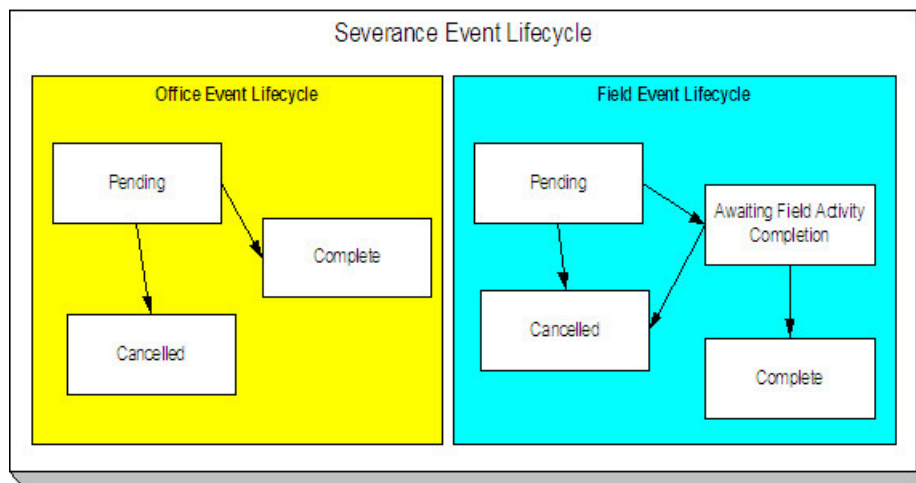 Severance Event Lifecycle
Office Event Lifecycle
Pending
Complete
Cancelled
Field Event Lifecycle
Pending
Awaiting Field Activity
Completion
Cancelled
Complete